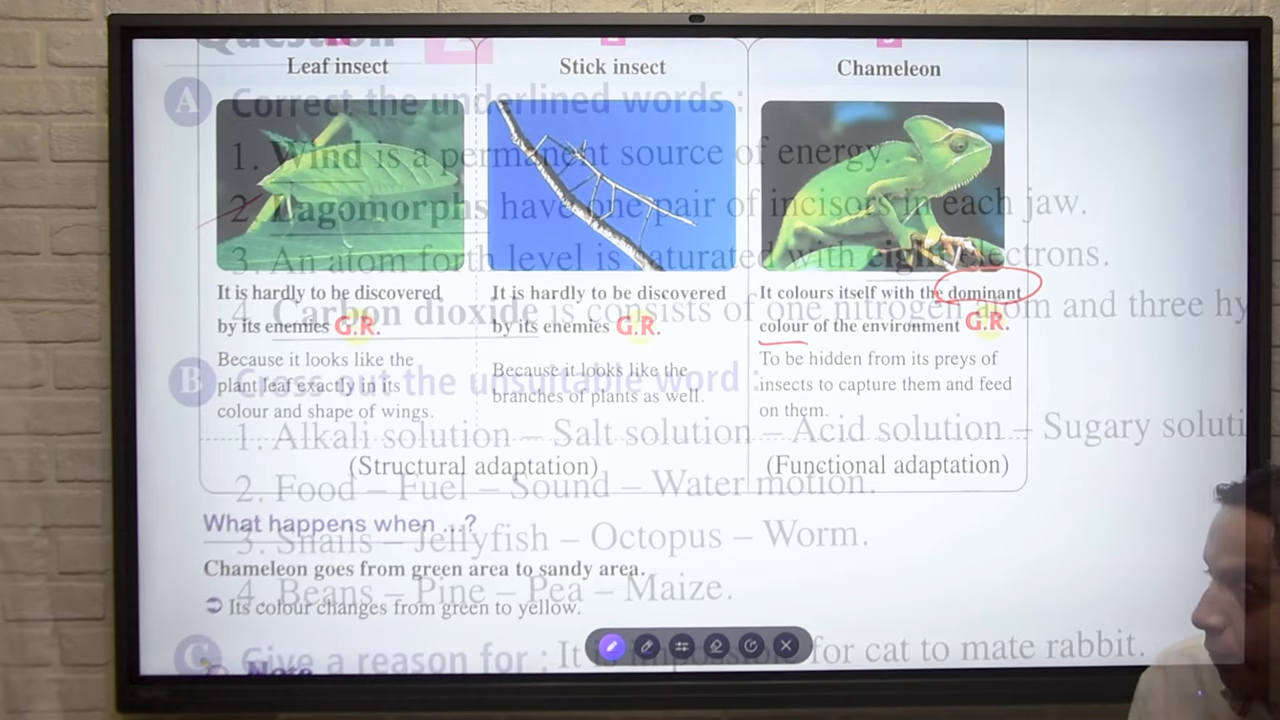 Question
Leaf insect
Stick insect
Chameleon
A Correct the underlined words :
1. Wind is a permanent source of energy.
2. Lagomorphs have one pair of incisors in each jaw.
3. An atom forth level is saturated with eight electrons.
It is hardly to be discovered
by its enemies G.R.
Because it looks like the
plant leaf exactly in its
colour and shape of wings.
It is hardly to be discovered
by its enemies G.R.
Because it looks like the
branches of plants as well.
It colours itself with the dominant
colour of the environment G.R.
To be hidden from its preys of
insects to capture them and feed
on them.
4. Carbon dioxide is consists of one nitrogen atom and three hy
B Cross out the unsuitable word :
1. Alkali solution – Salt solution – Acid solution – Sugary soluti
(Structural adaptation)
(Functional adaptation)
2. Food – Fuel – Sound – Water motion.
What happens when ...?
3. Snails – Jellyfish – Octopus – Worm.
Chameleon goes from green area to sandy area.
4. Beans – Pine – Pea – Maize.
Its colour changes from green to yellow.
C Give a reason for : It is impossible for cat to mate rabbit.
Note